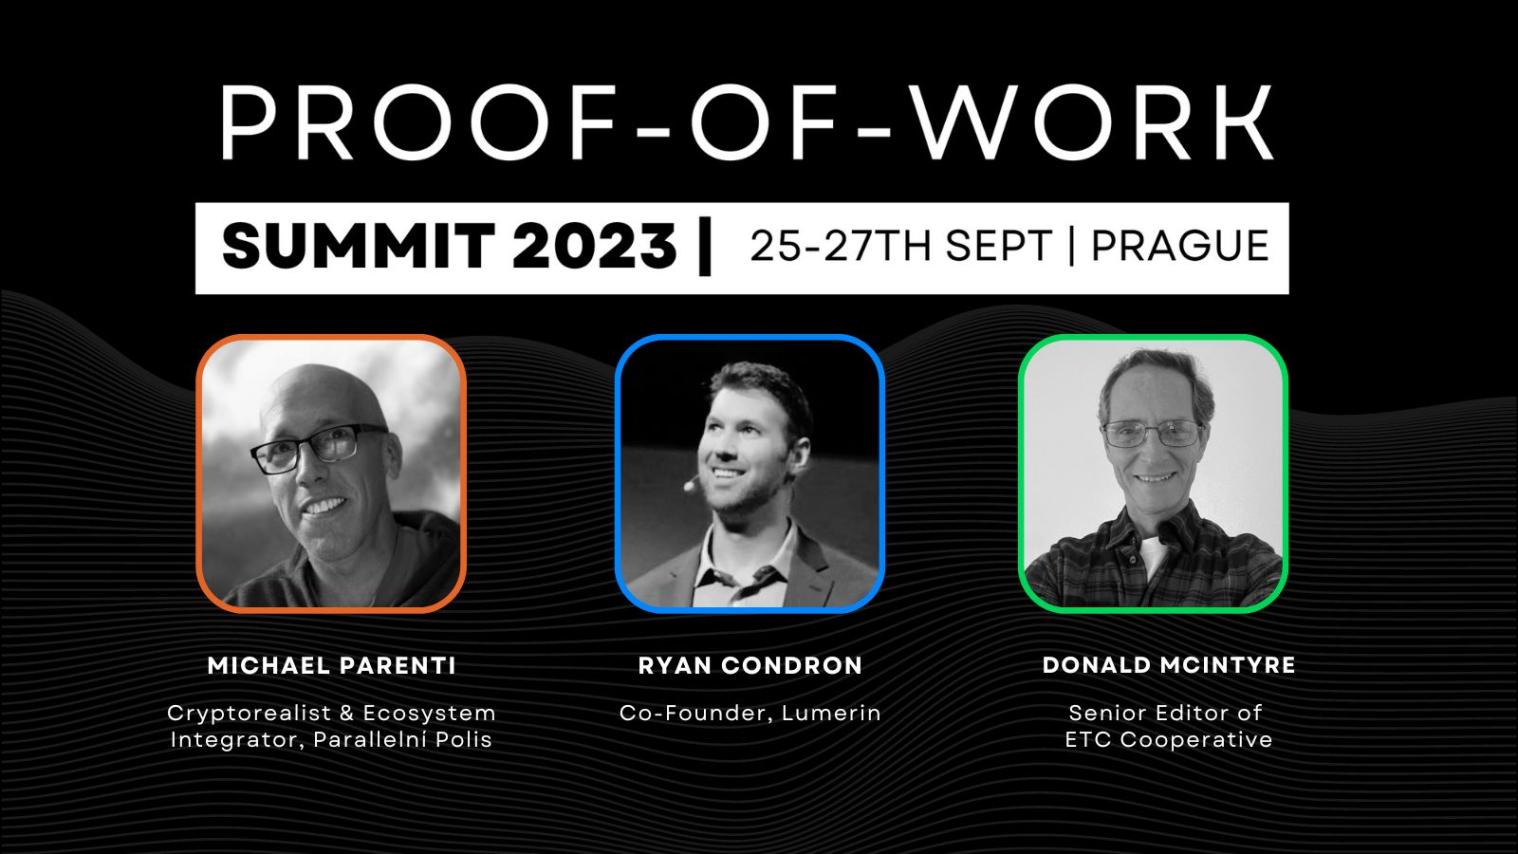 PROOF-OF-WORK
SUMMIT 2023 | 25-27TH SEPT | PRAGUE
MICHAEL PARENTI
Cryptorealist & Ecosystem
Integrator, Parallelní Polis
RYAN CONDRON
Co-Founder, Lumerin
DONALD MCINTYRE
Senior Editor of
ETC Cooperative